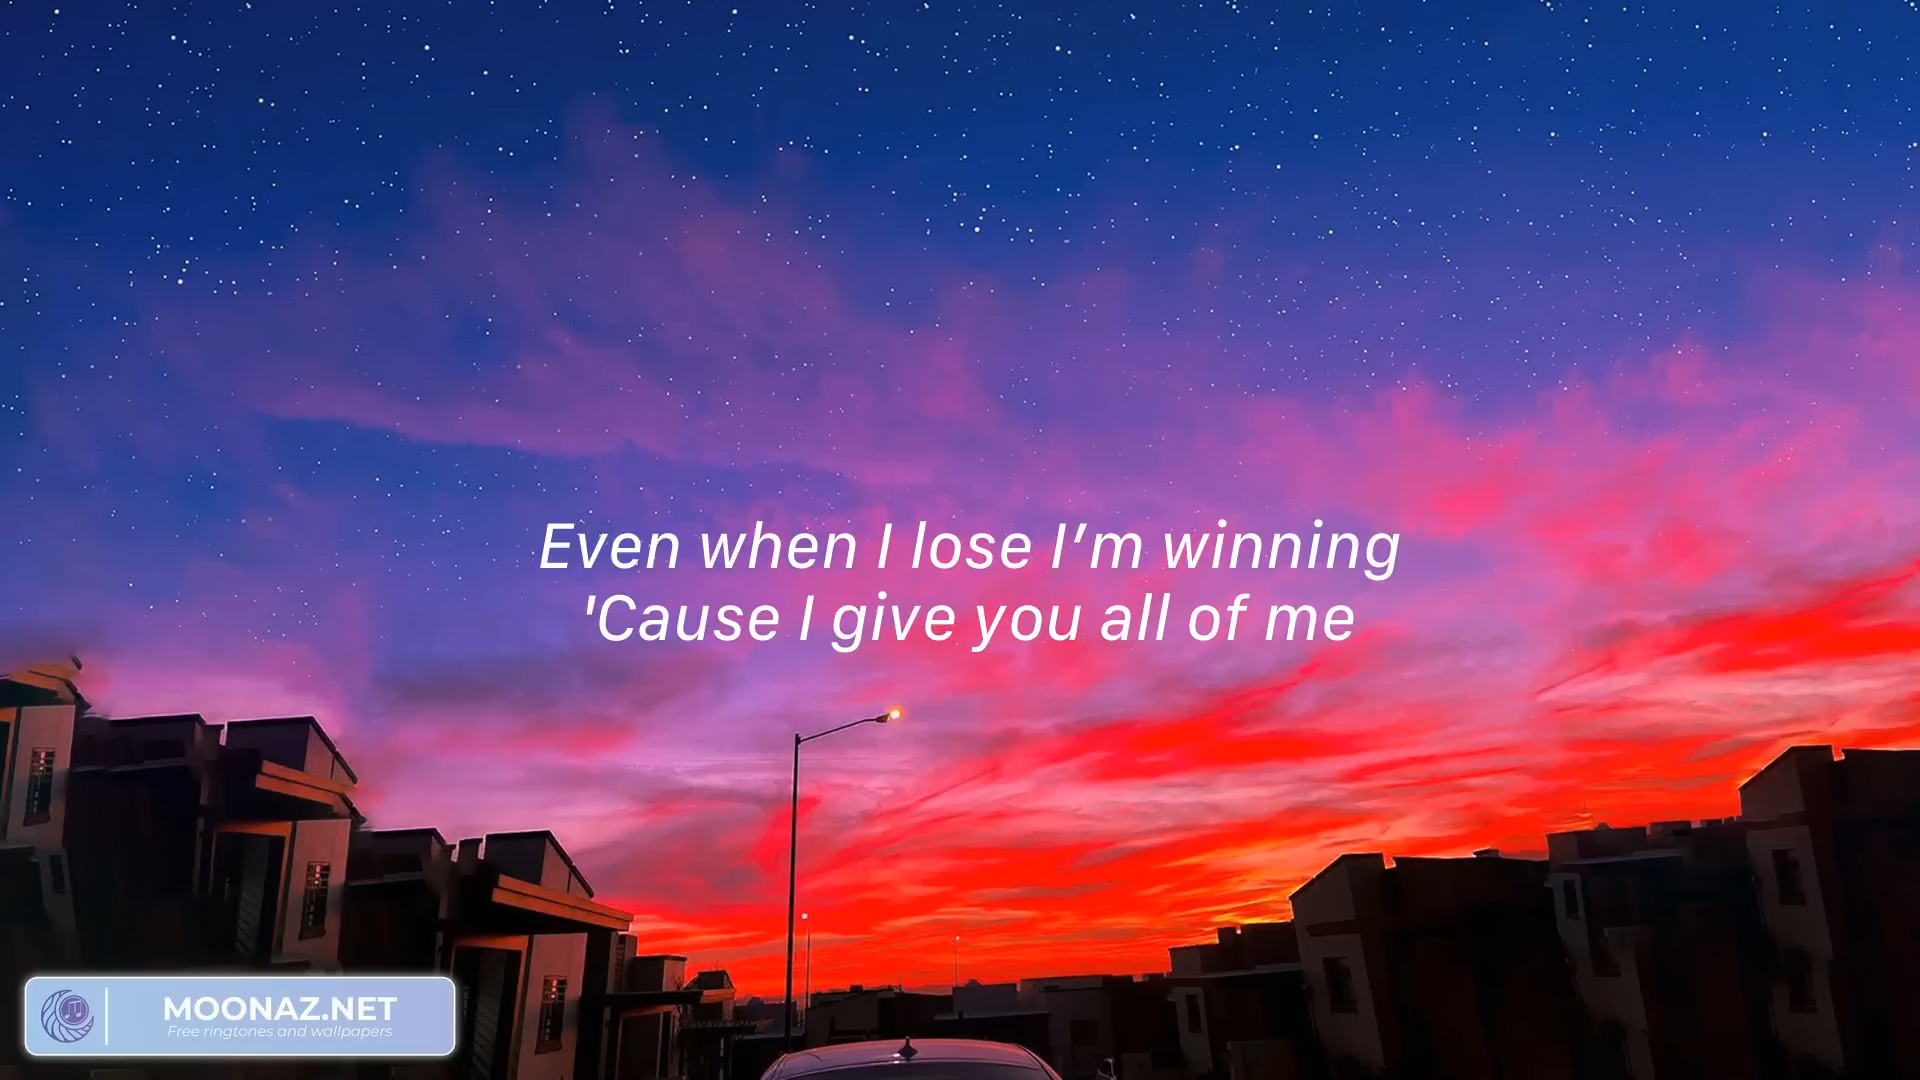 Even when I lose I’m winning
'Cause I give you all of me
MOONAZ.NET
Free ringtones and wallpapers